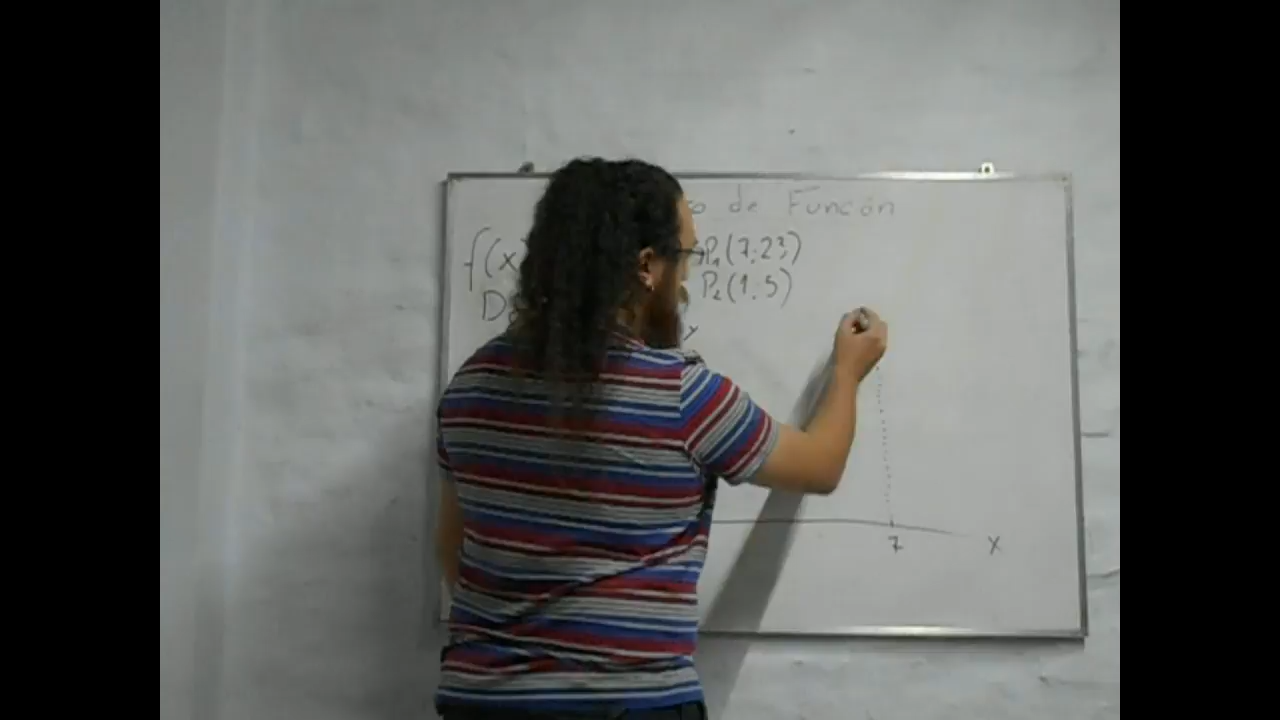 de Funcón
f(x P₁(7;23)
D P₂(1;5)
y
7 x